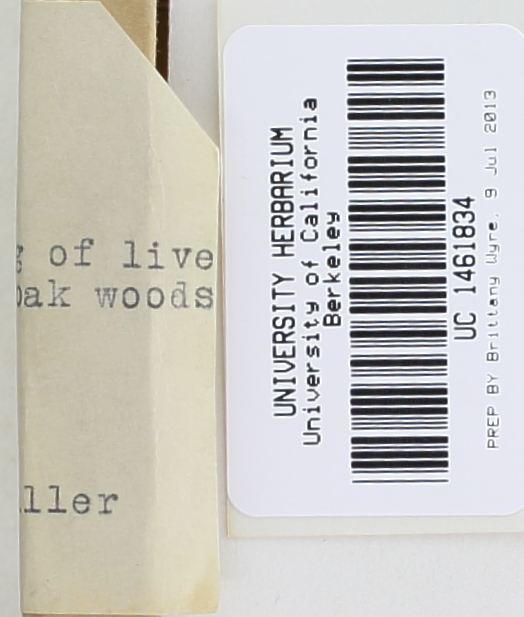 of live
oak woods
ller
UNIVERSITY HERBARIUM
University of California
Berkeley
UC 1461834
PREP BY Brittany Wyre, 9 Jul 2013